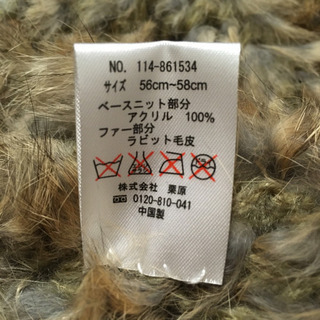 NO. 114-861534
サイズ 56cm~58cm
ベースニット部分
アクリル 100%
ファー部分
ラビット毛皮
株式会社 栗原
☎ 0120-810-041
中国製